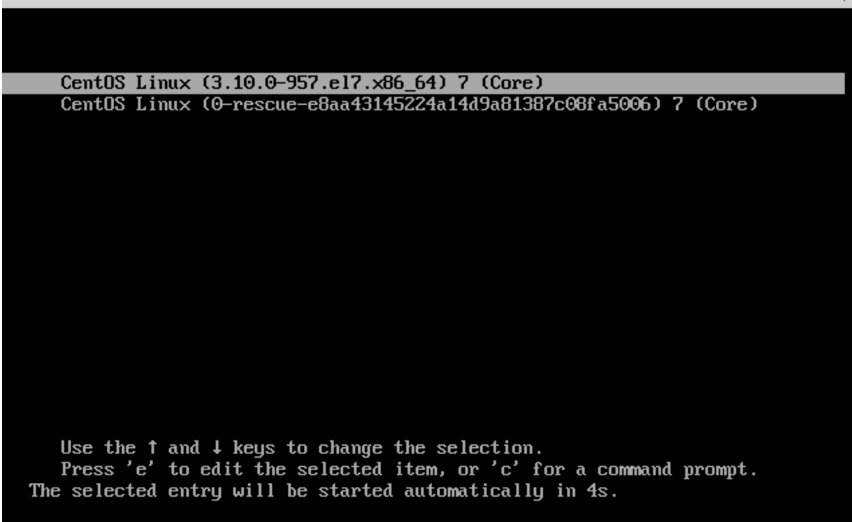 CentOS Linux (3.10.0-957.el7.x86_64) 7 (Core)
CentOS Linux (0-rescue-e8aa43145224a14d9a81387c08fa5006) 7 (Core)
Use the ↑ and ↓ keys to change the selection.
Press 'e' to edit the selected item, or 'c' for a command prompt.
The selected entry will be started automatically in 4s.